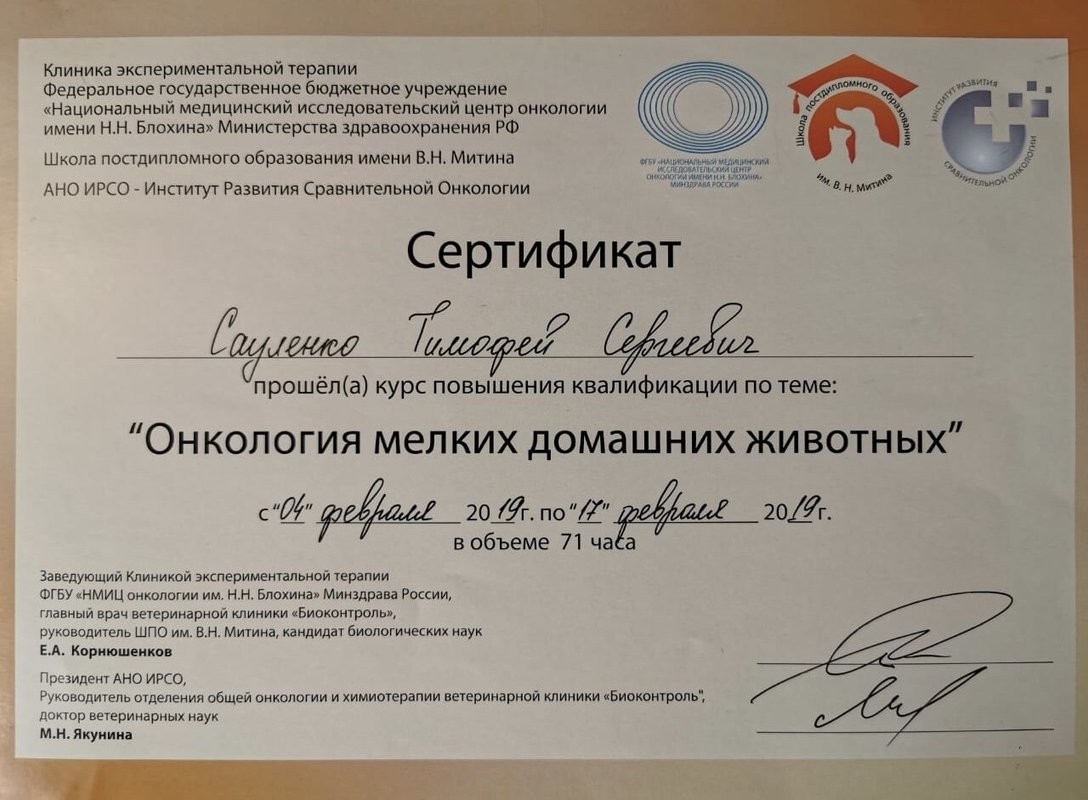 Клиника экспериментальной терапии
Федеральное государственное бюджетное учреждение
«Национальный медицинский исследовательский центр онкологии
имени Н.Н. Блохина» Министерства здравоохранения РФ
Школа постдипломного образования имени В.Н. Митина
АНО ИРСО - Институт Развития Сравнительной Онкологии
ФГБУ «НАЦИОНАЛЬНЫЙ МЕДИЦИНСКИЙ
ИССЛЕДОВАТЕЛЬСКИЙ ЦЕНТР
ОНКОЛОГИИ ИМЕНИ Н.Н. БЛОХИНА»
МИНЗДРАВА РОССИИ
Школа постдипломного образования
им. В. Н. Митина
ИНСТИТУТ РАЗВИТИЯ
СРАВНИТЕЛЬНОЙ ОНКОЛОГИИ
Сертификат
Сауленко Тимофей Сергеевич
прошёл(а) курс повышения квалификации по теме:
“Онкология мелких домашних животных”
с “04” февраля 2019г. по “17” февраля 2019г.
в объеме 71 часа
Заведующий Клиникой экспериментальной терапии
ФГБУ «НМИЦ онкологии им. Н.Н. Блохина» Минздрава России,
главный врач ветеринарной клиники «Биоконтроль»,
руководитель ШПО им. В.Н. Митина, кандидат биологических наук
Е.А. Корнюшенков
Президент АНО ИРСО,
Руководитель отделения общей онкологии и химиотерапии ветеринарной клиники «Биоконтроль",
доктор ветеринарных наук
М.Н. Якунина